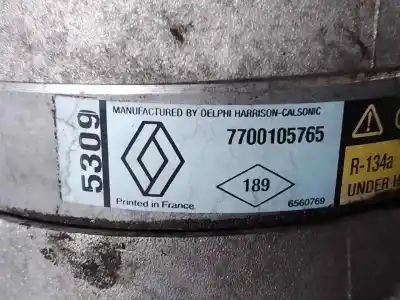 5309
MANUFACTURED BY DELPHI HARRISON-CALSONIC
7700105765
189
Printed in France
6560769
R-134a
UNDER